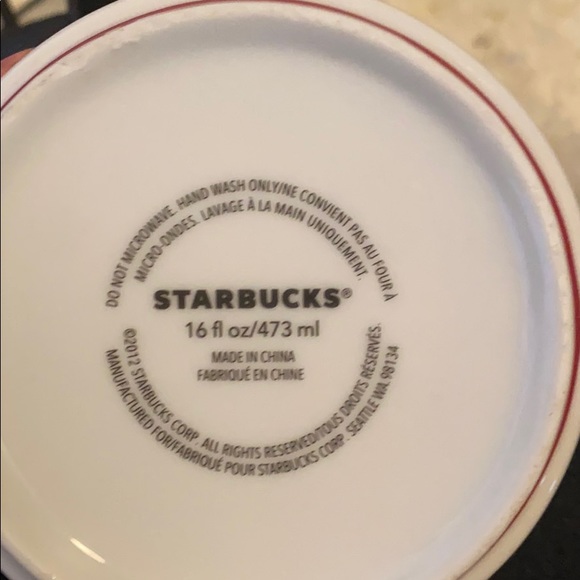 DO NOT MICROWAVE. HAND WASH ONLY/NE CONVIENT PAS AU FOUR À
MICRO-ONDES. LAVAGE À LA MAIN UNIQUEMENT.
STARBUCKS®
16 fl oz/473 ml
MADE IN CHINA
FABRIQUÉ EN CHINE
©2012 STARBUCKS CORP. ALL RIGHTS RESERVED/TOUS DROITS RÉSERVÉS.
MANUFACTURED FOR/FABRIQUÉ POUR STARBUCKS CORP. SEATTLE WA 98134